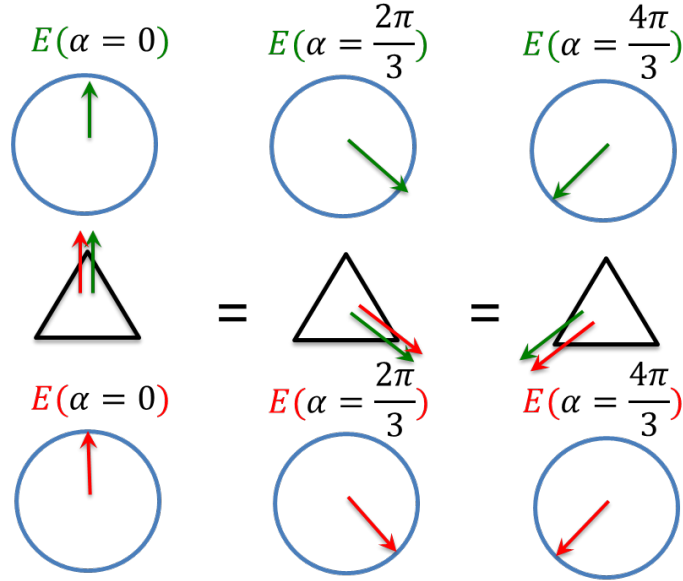 E(α = 0)
E(α = 2π/3)
E(α = 4π/3)
= =
E(α = 0)
E(α = 2π/3)
E(α = 4π/3)